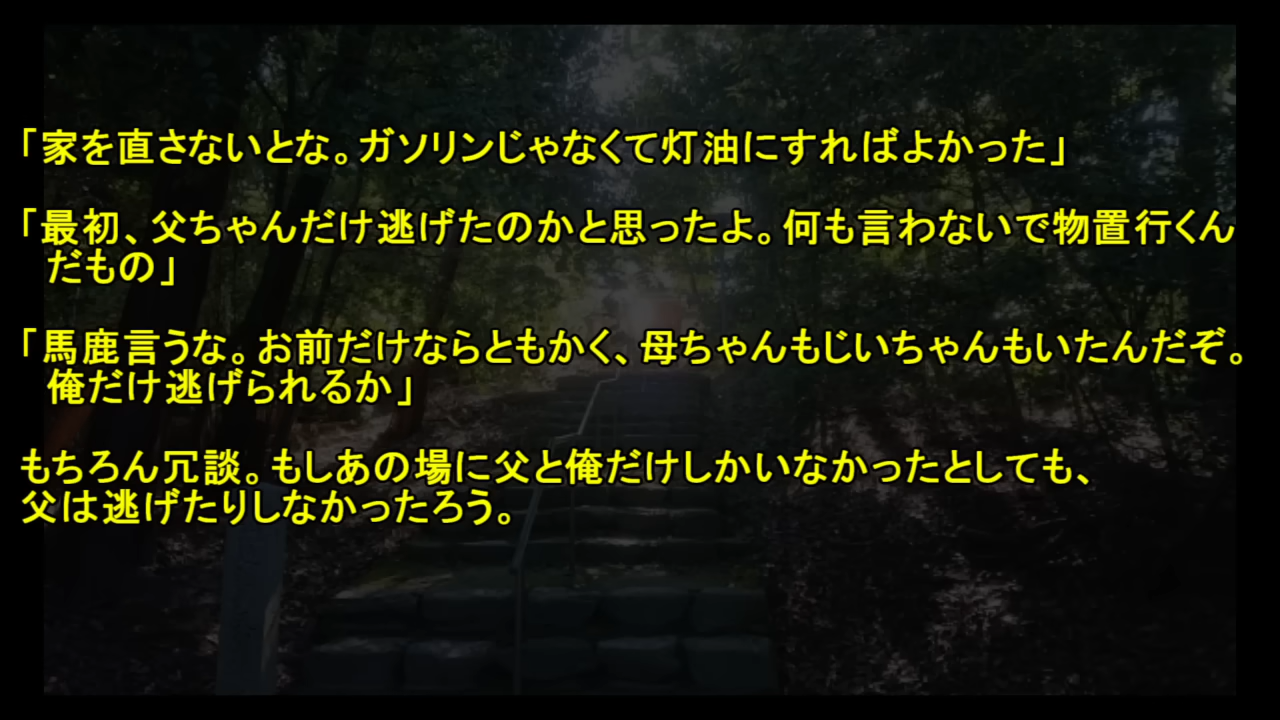 「家を直さないとな。ガソリンじゃなくて灯油にすればよかった」
「最初、父ちゃんだけ逃げたのかと思ったよ。何も言わないで物置行くん
だもの」
「馬鹿言うな。お前だけならともかく、母ちゃんもじいちゃんもいたんだぞ。
俺だけ逃げられるか」
もちろん冗談。もしあの場に父と俺だけしかいなかったとしても、
父は逃げたりしなかったろう。